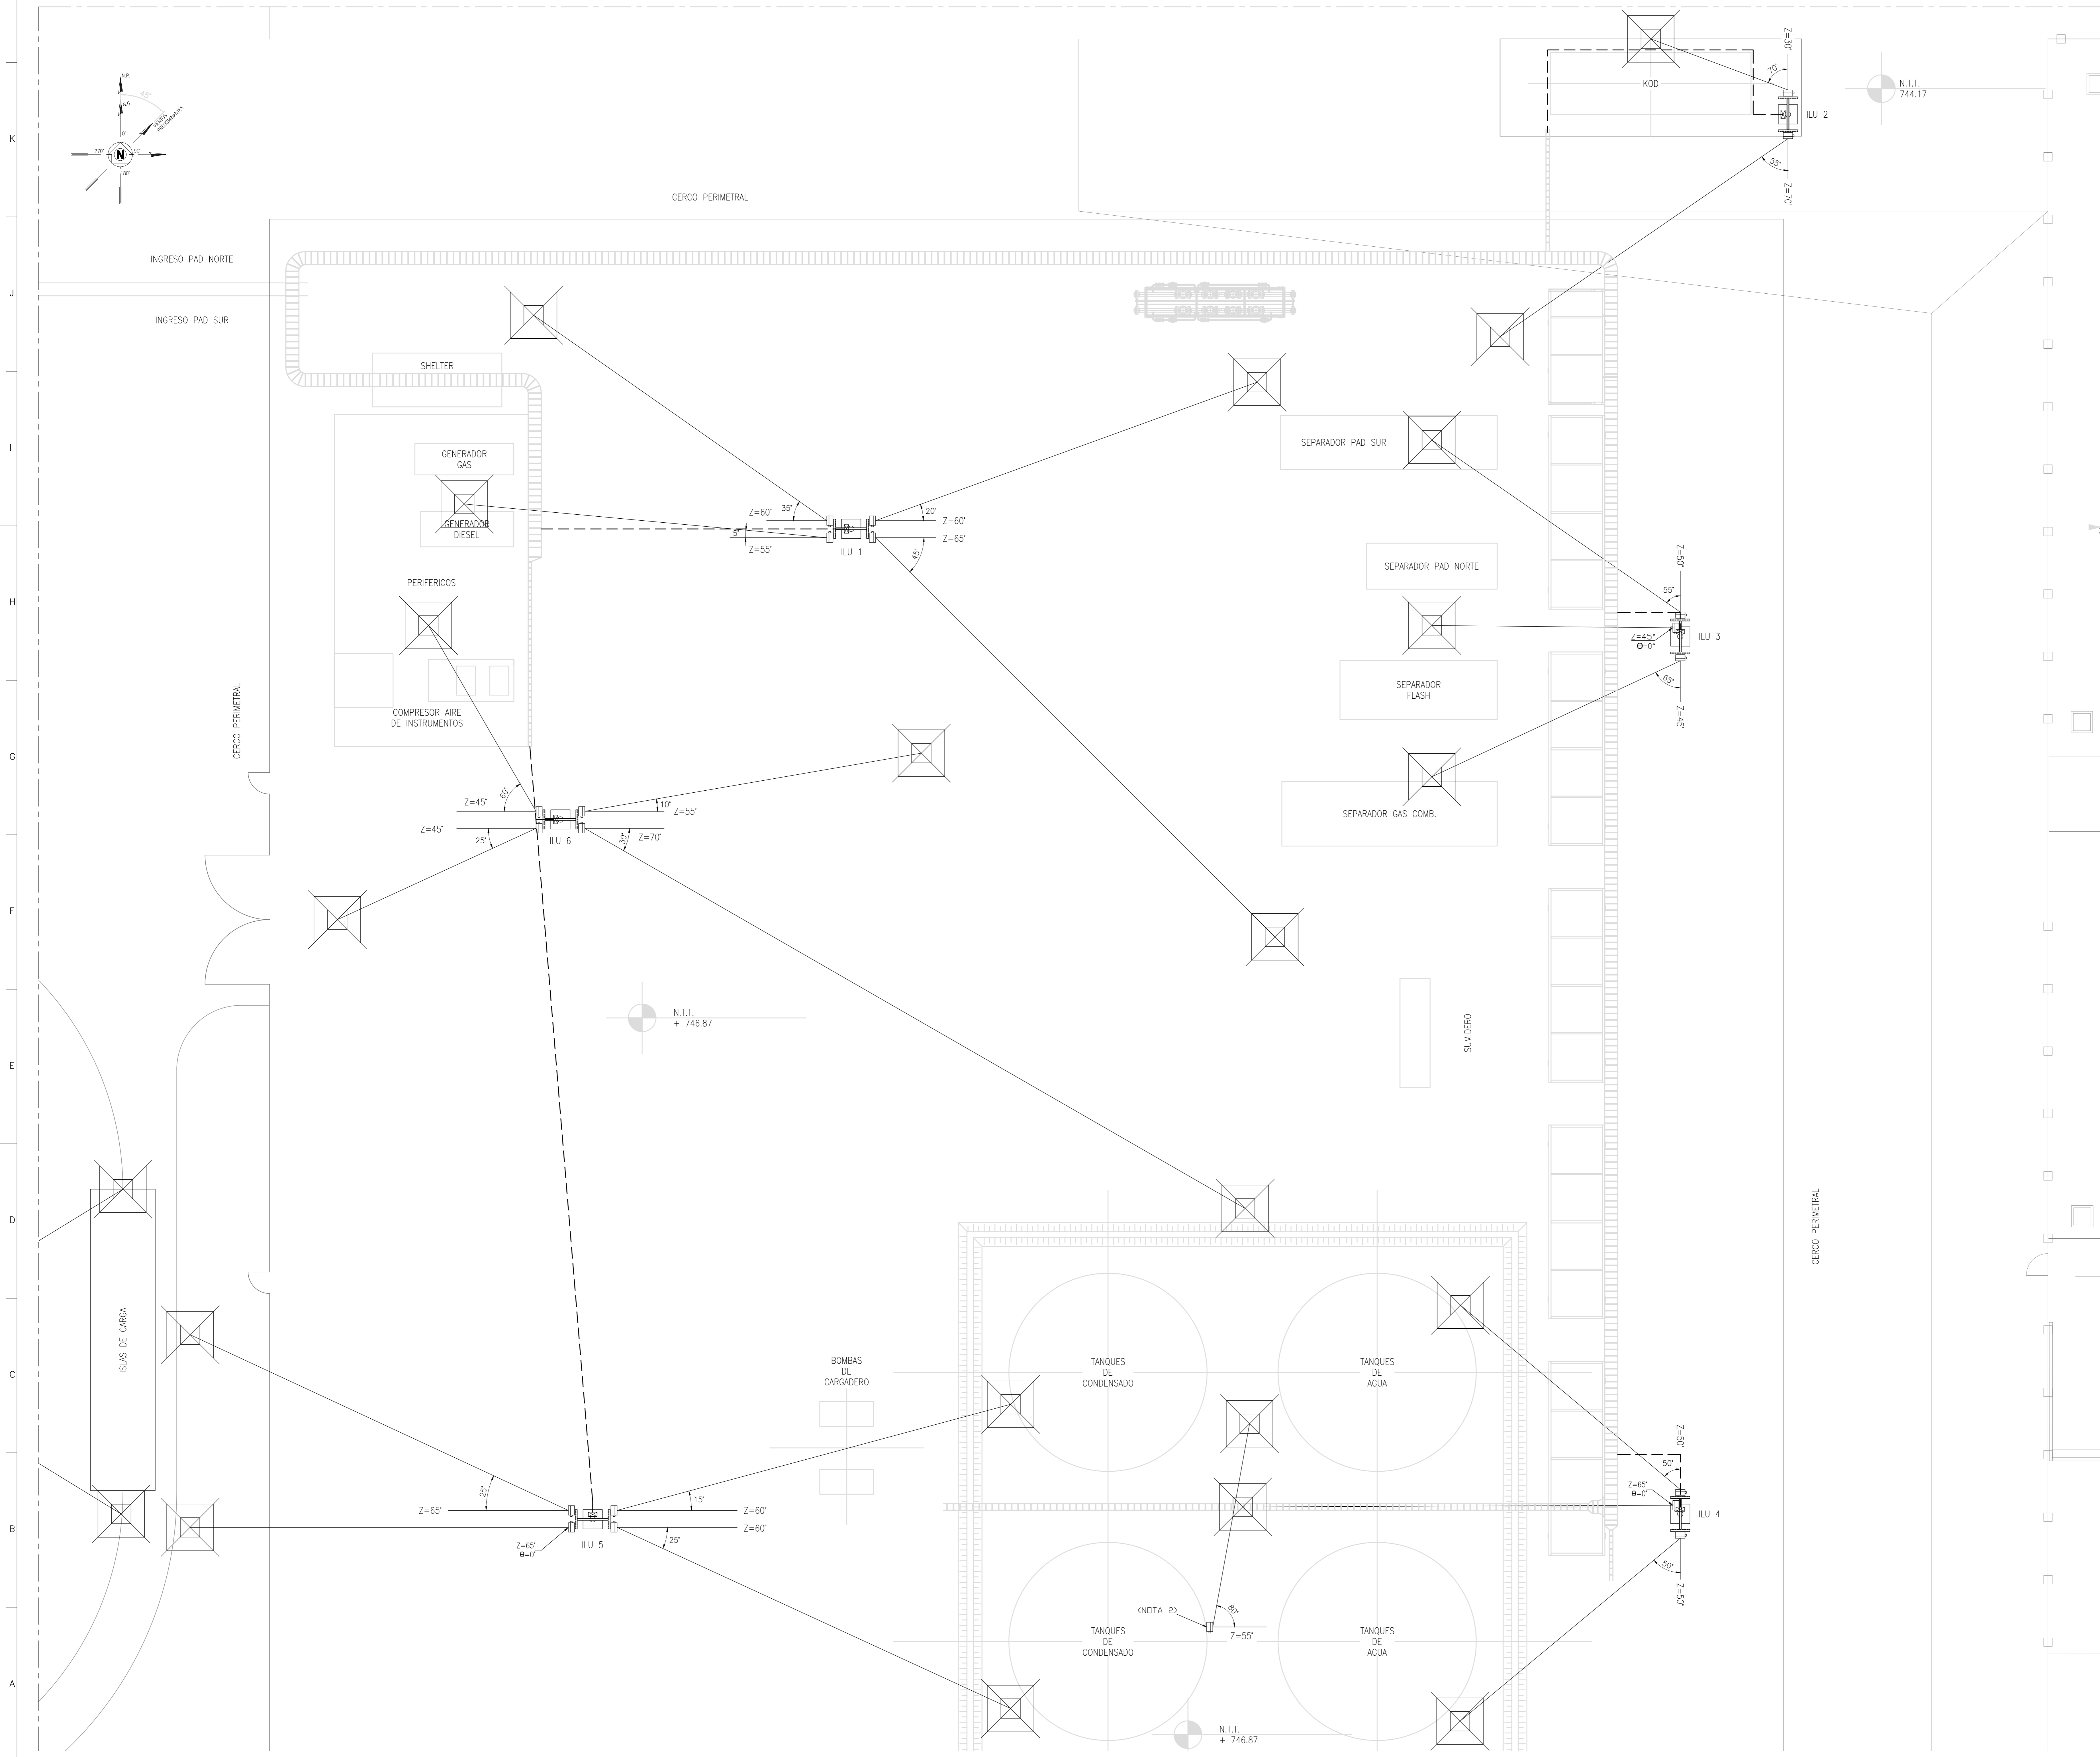 Z=30°
70°
KOD
N.T.T.
744.17
ILU 2
N.P.
65°
N.G.
VIENTOS
PREDOMINANTES
0°
K
270°
N
90°
180°
55°
Z=70°
CERCO PERIMETRAL
INGRESO PAD NORTE
J
INGRESO PAD SUR
SHELTER
I
GENERADOR
GAS
SEPARADOR PAD SUR
GENERADOR
DIESEL
Z=60°
35°
20°
Z=60°
5°
Z=55°
Z=65°
45°
ILU 1
PERIFERICOS
SEPARADOR PAD NORTE
Z=50°
55°
H
Z=45°
Θ=0°
ILU 3
65°
Z=45°
SEPARADOR
FLASH
COMPRESOR AIRE
DE INSTRUMENTOS
CERCO PERIMETRAL
G
Z=45°
60°
10°
Z=55°
Z=45°
25°
30°
Z=70°
ILU 6
SEPARADOR GAS COMB.
F
N.T.T.
+ 746.87
SUMIDERO
E
D
CERCO PERIMETRAL
ISLAS DE CARGA
C
BOMBAS
DE
CARGADERO
TANQUES
DE
CONDENSADO
TANQUES
DE
AGUA
Z=50°
50°
Z=65°
Θ=0°
ILU 4
50°
Z=50°
25°
Z=65°
15°
Z=60°
B
Z=60°
25°
Z=65°
Θ=0°
ILU 5
(NOTA 2)
80°
Z=55°
TANQUES
DE
CONDENSADO
TANQUES
DE
AGUA
A
N.T.T.
+ 746.87